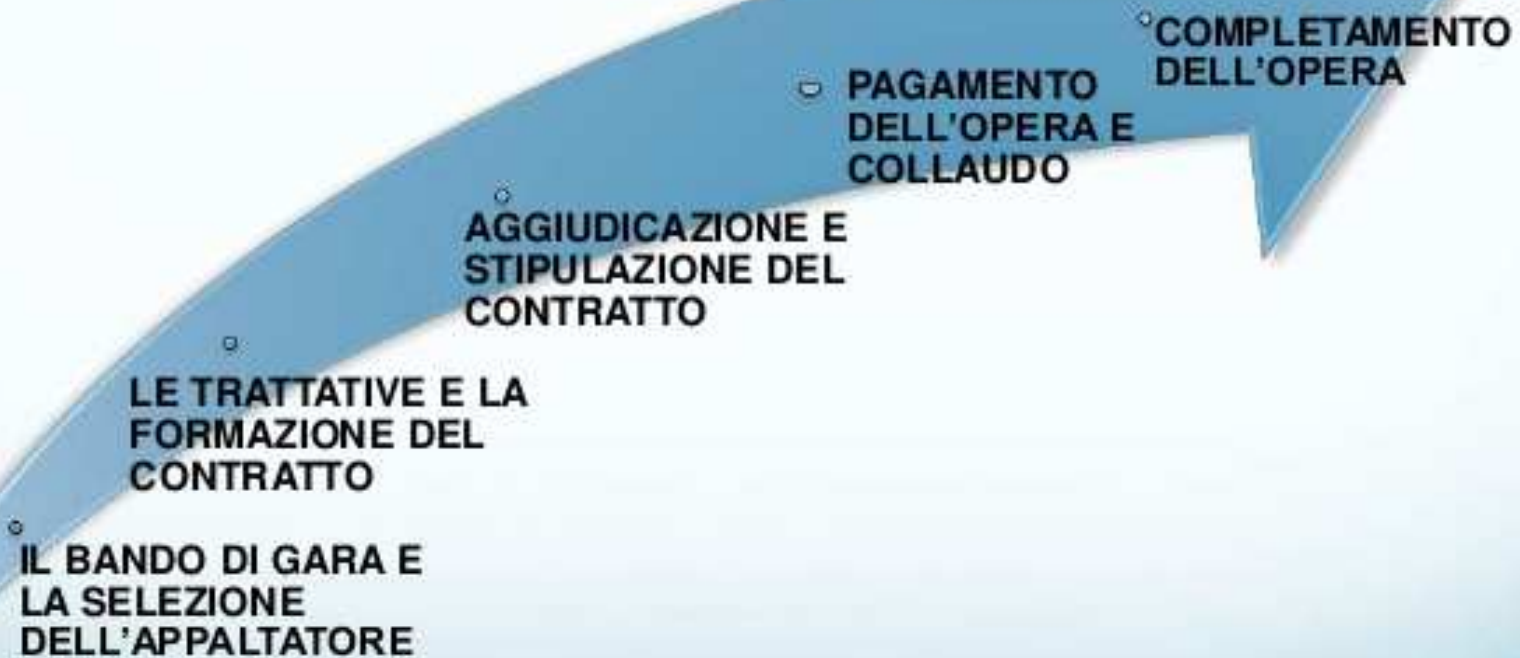 IL BANDO DI GARA E
LA SELEZIONE
DELL'APPALTATORE
LE TRATTATIVE E LA
FORMAZIONE DEL
CONTRATTO
AGGIUDICAZIONE E
STIPULAZIONE DEL
CONTRATTO
PAGAMENTO
DELL'OPERA E
COLLAUDO
COMPLETAMENTO
DELL'OPERA